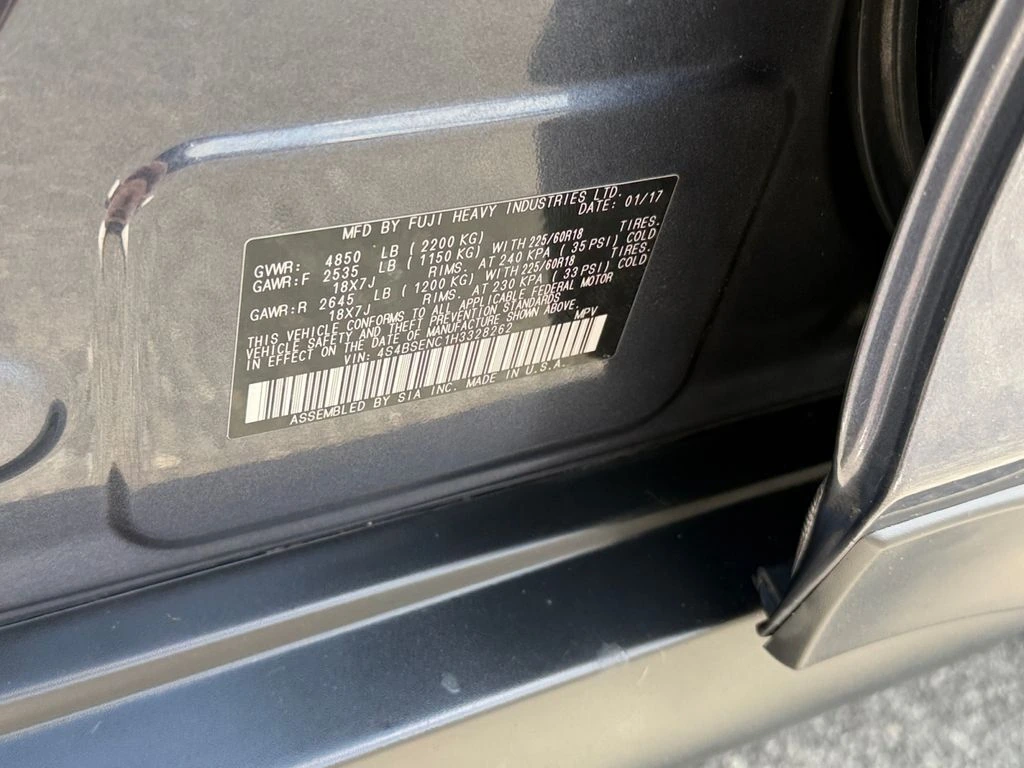 MFD BY FUJI HEAVY INDUSTRIES LTD.
DATE: 01/17
GVWR: 4850 LB ( 2200 KG)
GAWR:F 2535 LB ( 1150 KG) WITH 225/60R18 TIRES.
18X7J RIMS. AT 240 KPA ( 35 PSI) COLD
GAWR:R 2645 LB ( 1200 KG) WITH 225/60R18 TIRES.
18X7J RIMS. AT 230 KPA ( 33 PSI) COLD
THIS VEHICLE CONFORMS TO ALL APPLICABLE FEDERAL MOTOR
VEHICLE SAFETY AND THEFT PREVENTION STANDARDS
IN EFFECT ON THE DATE OF MANUFACTURE SHOWN ABOVE.
VIN: 4S4BSENC1H3328262 MPV
ASSEMBLED BY SIA INC. MADE IN U.S.A.